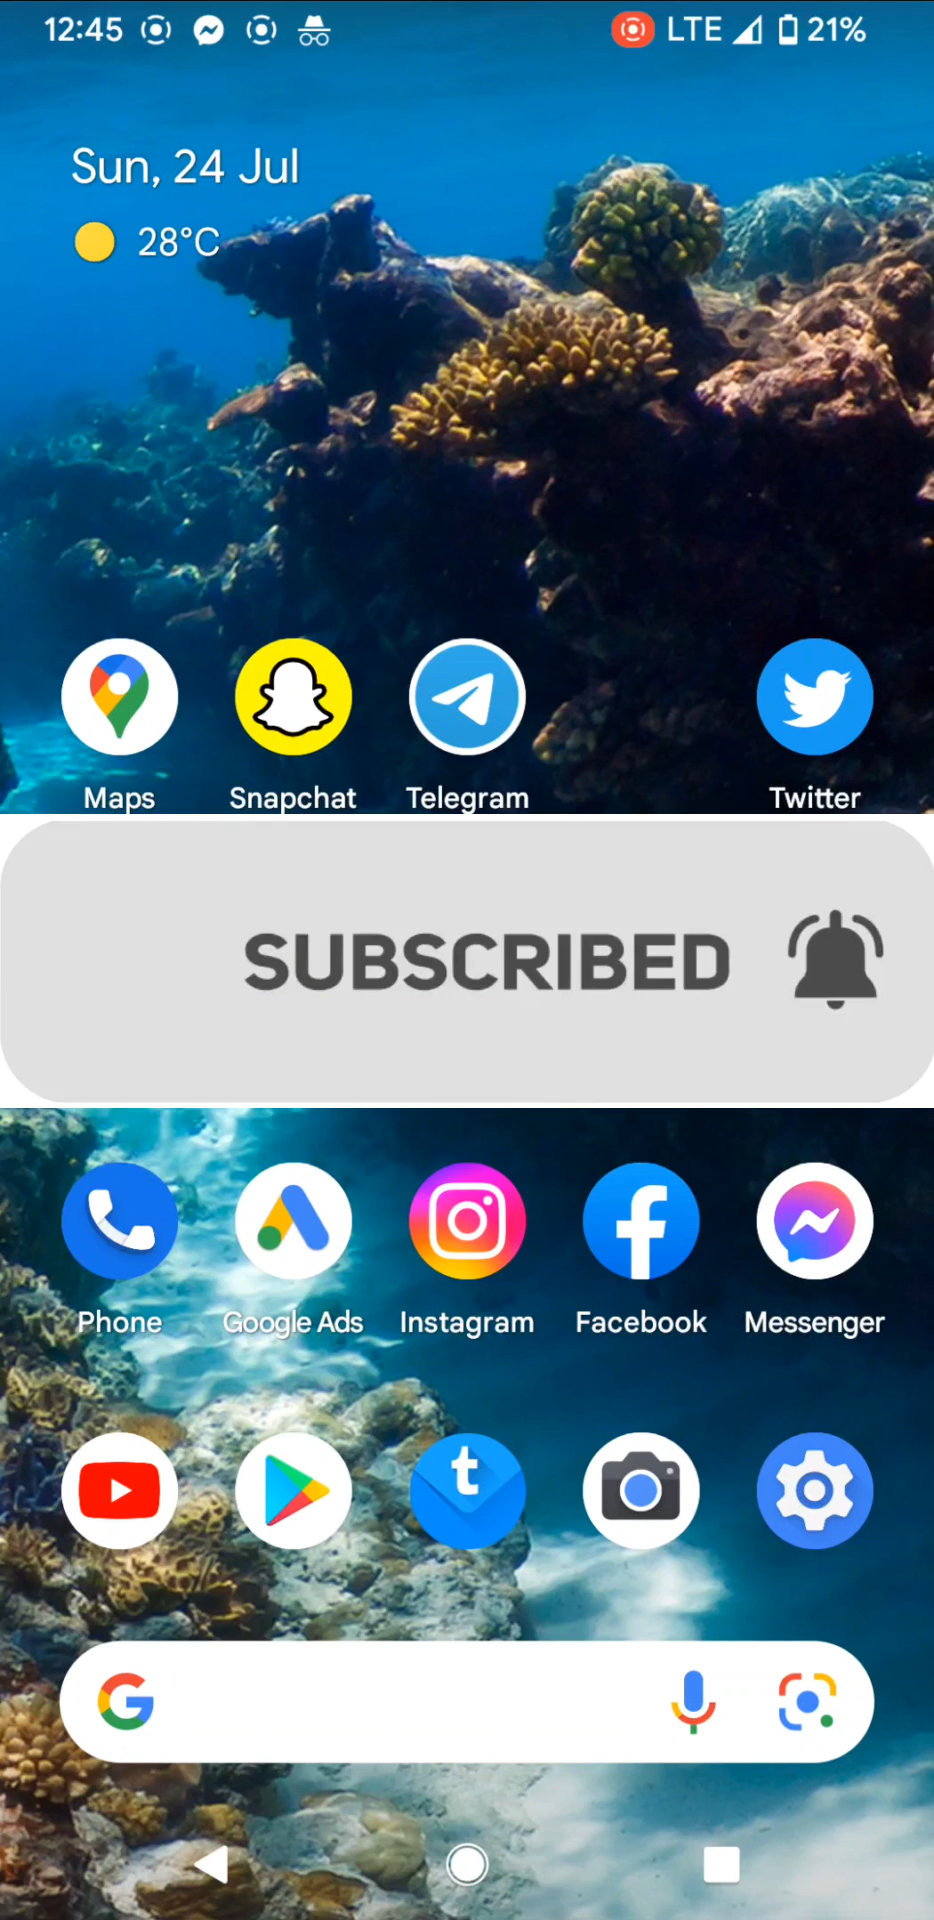 12:45 LTE 21%
Sun, 24 Jul
28°C
Maps Snapchat Telegram Twitter
SUBSCRIBED
Phone Google Ads Instagram Facebook Messenger